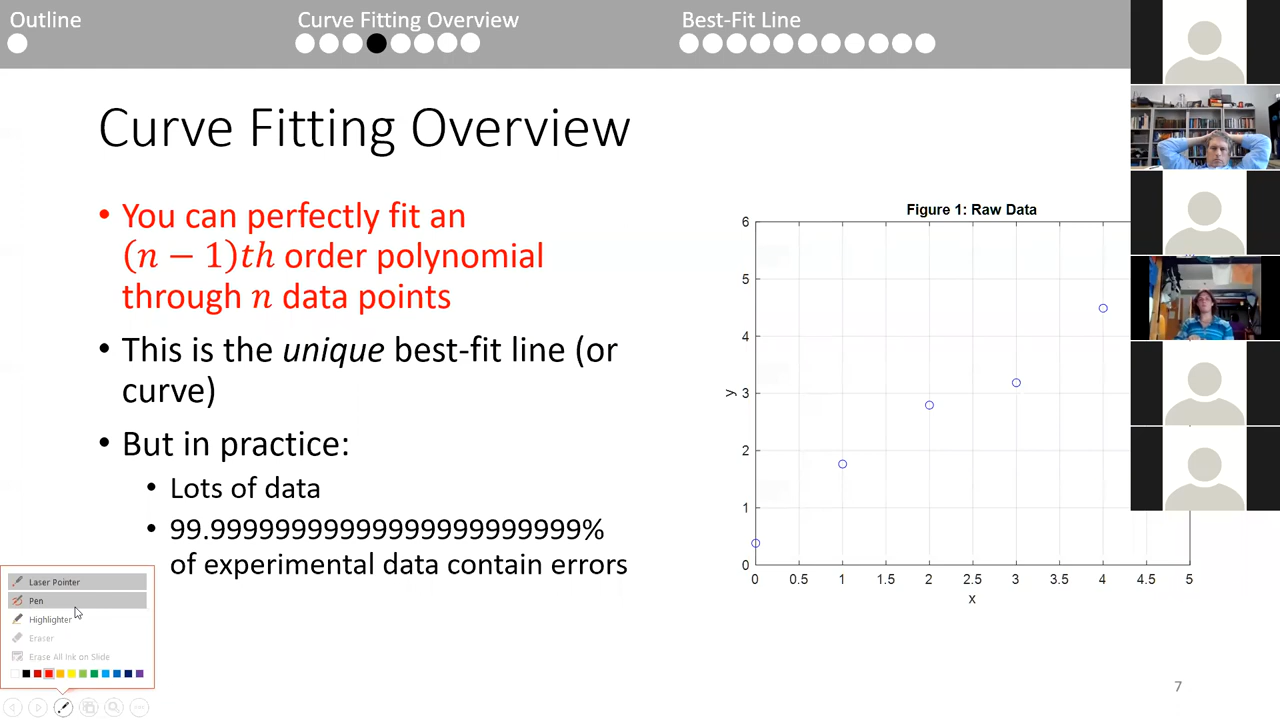 Outline
Curve Fitting Overview
Best-Fit Line
Curve Fitting Overview
• You can perfectly fit an
(n − 1)th order polynomial
through n data points
• This is the unique best-fit line (or
curve)
• But in practice:
• Lots of data
• 99.99999999999999999999999%
of experimental data contain errors
Figure 1: Raw Data
6
5
4
3
2
1
0
y
0 0.5 1 1.5 2 2.5 3 3.5 4 4.5 5
x
Laser Pointer
Pen
Highlighter
Eraser
Erase All Ink on Slide
7